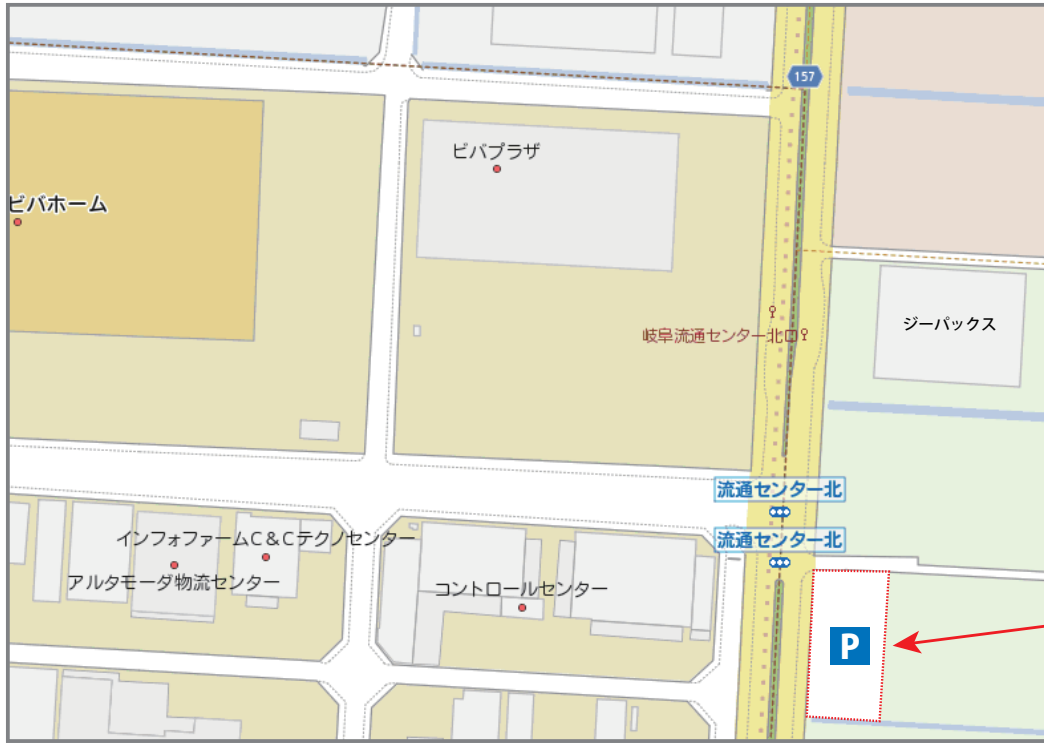 157
ビバプラザ
ビバホーム
ジーパックス
岐阜流通センター北口
流通センター北
流通センター北
インフォファームC&Cテクノセンター
アルタモーダ物流センター
コントロールセンター
P